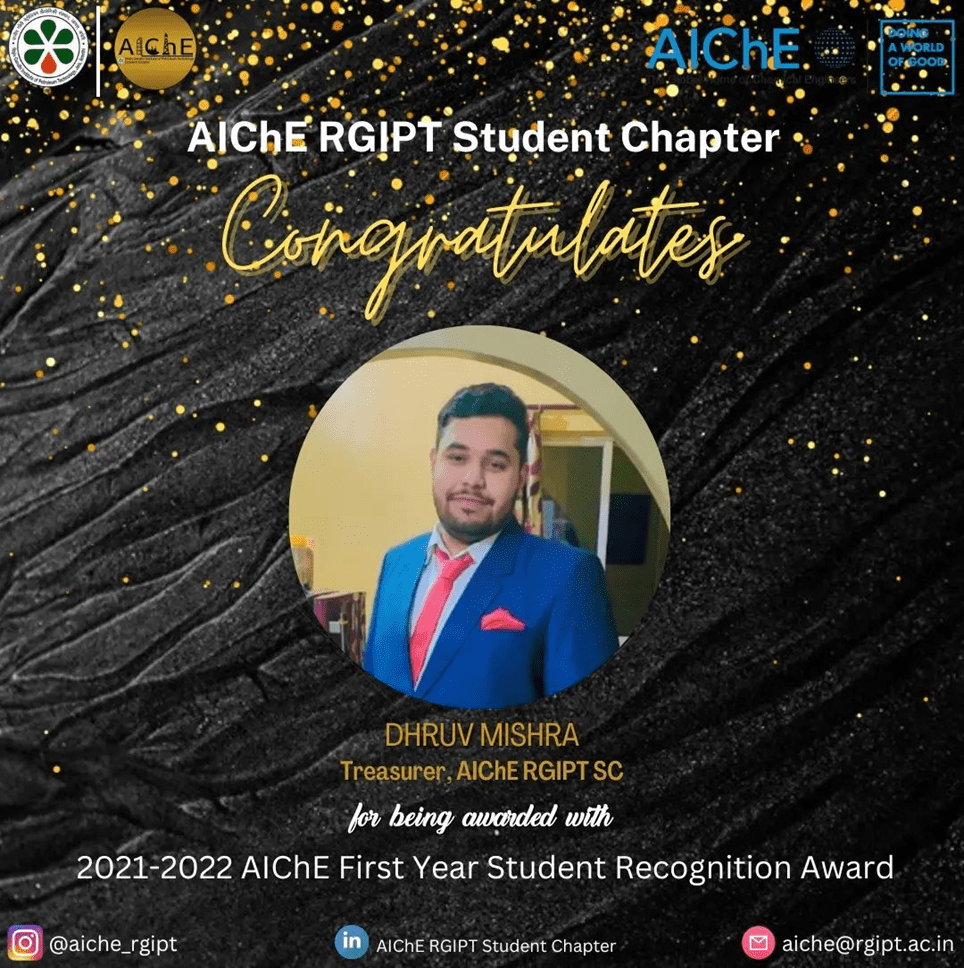 AIChE
AIChE
DOING
A WORLD
OF GOOD
AIChE RGIPT Student Chapter
Congratulates
DHRUV MISHRA
Treasurer, AIChE RGIPT SC
for being awarded with
2021-2022 AIChE First Year Student Recognition Award
@aiche_rgipt
in
AIChE RGIPT Student Chapter
aiche@rgipt.ac.in